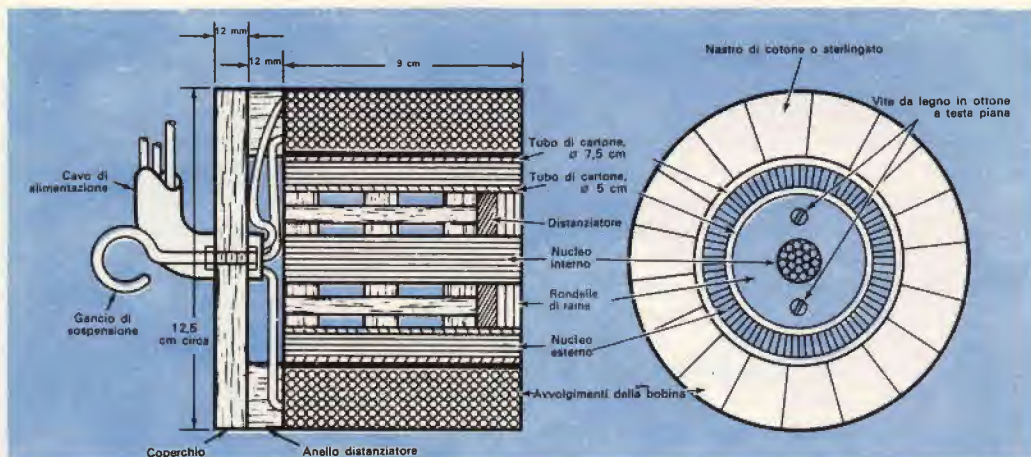 12 mm
12 mm
9 cm
Cavo di
alimentazione
Gancio di
sospensione
12,5
cm circa
Coperchio
Anello distanziatore
Tubo di cartone,
ø 7,5 cm
Tubo di cartone,
ø 5 cm
Distanziatore
Nucleo
interno
Rondelle
di rame
Nucleo
esterno
Avvolgimenti della bobina
Nastro di cotone o sterlingato
Vite da legno in ottone
a testa piana